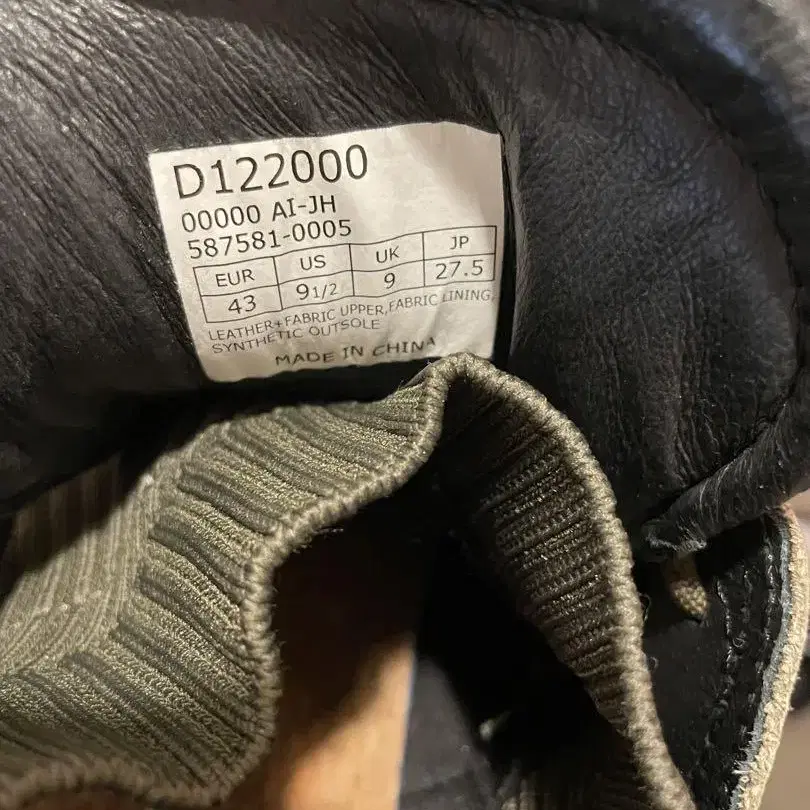 D122000
00000 AI-JH
587581-0005
EUR US UK JP
43 9 1/2 9 27.5
LEATHER+FABRIC UPPER,FABRIC LINING,
SYNTHETIC OUTSOLE
MADE IN CHINA